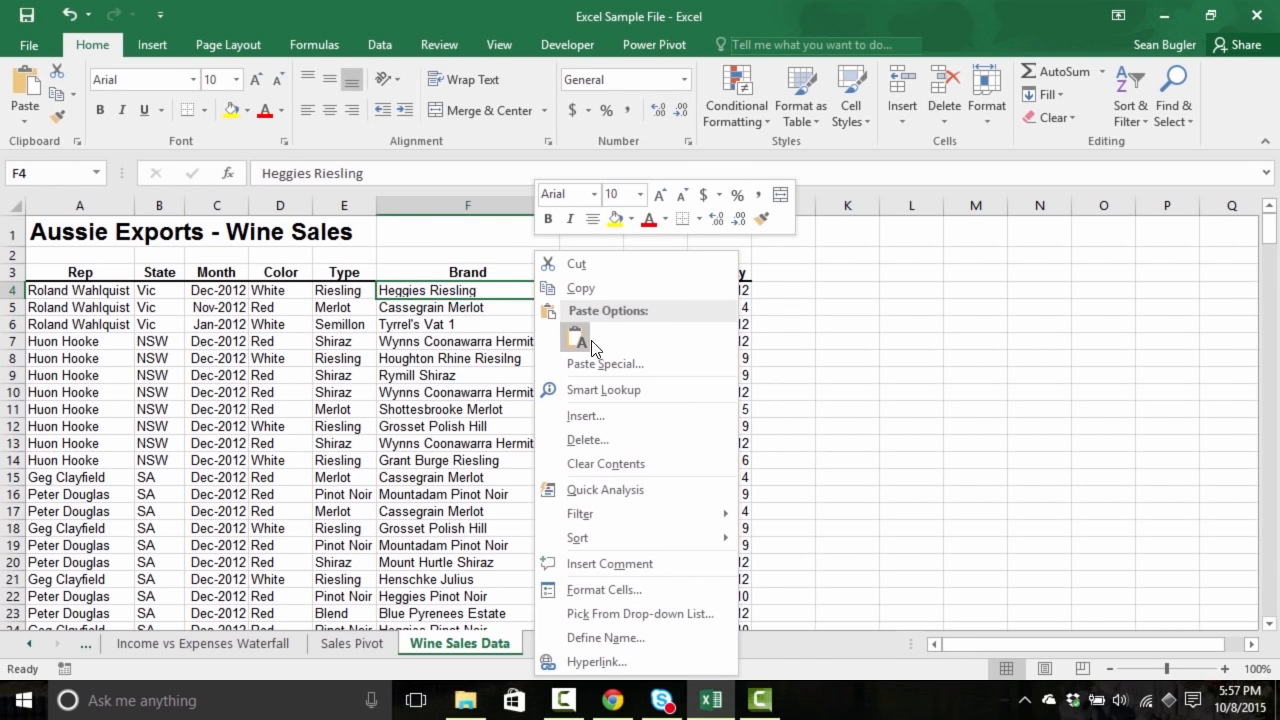 Excel Sample File - Excel
File Home Insert Page Layout Formulas Data Review View Developer Power Pivot Tell me what you want to do... Sean Bugler Share
Paste
Arial 10
B I U A
Wrap Text
Merge & Center
General
$ % ,
Conditional Formatting
Format as Table
Cell Styles
Insert Delete Format
AutoSum
Fill
Clear
Sort & Filter
Find & Select
Clipboard Font Alignment Number Styles Cells Editing
F4 fx Heggies Riesling
Arial 10 $ % ,
B I A
A B C D E F K L M N O P Q
1 Aussie Exports - Wine Sales
2
3 Rep State Month Color Type Brand y
4 Roland Wahlquist Vic Dec-2012 White Riesling Heggies Riesling 12
5 Roland Wahlquist Vic Nov-2012 Red Merlot Cassegrain Merlot 4
6 Roland Wahlquist Vic Jan-2012 White Semillon Tyrrel's Vat 1 12
7 Huon Hooke NSW Dec-2012 Red Shiraz Wynns Coonawarra Hermit 12
8 Huon Hooke NSW Dec-2012 White Riesling Houghton Rhine Riesilng 9
9 Huon Hooke NSW Dec-2012 Red Shiraz Rymill Shiraz 9
10 Huon Hooke NSW Dec-2012 Red Shiraz Wynns Coonawarra Hermit 12
11 Huon Hooke NSW Dec-2012 Red Merlot Shottesbrooke Merlot 5
12 Huon Hooke NSW Dec-2012 White Riesling Grosset Polish Hill 9
13 Huon Hooke NSW Dec-2012 Red Shiraz Wynns Coonawarra Hermit 12
14 Huon Hooke NSW Dec-2012 White Riesling Grant Burge Riesling 6
15 Geg Clayfield SA Dec-2012 Red Merlot Cassegrain Merlot 4
16 Peter Douglas SA Dec-2012 Red Pinot Noir Mountadam Pinot Noir 9
17 Peter Douglas SA Dec-2012 Red Merlot Cassegrain Merlot 4
18 Geg Clayfield SA Dec-2012 White Riesling Grosset Polish Hill 9
19 Peter Douglas SA Dec-2012 Red Pinot Noir Mountadam Pinot Noir 9
20 Peter Douglas SA Dec-2012 Red Shiraz Mount Hurtle Shiraz 12
21 Geg Clayfield SA Dec-2012 White Riesling Henschke Julius 12
22 Peter Douglas SA Dec-2012 Red Pinot Noir Heggies Pinot Noir 10
23 Peter Douglas SA Dec-2012 Red Blend Blue Pyrenees Estate 12
24 Geg Clayfield SA Dec-2012 Red Pinot Noir Heggies Pinot Noir 10
Cut
Copy
Paste Options:
Paste Special...
Smart Lookup
Insert...
Delete...
Clear Contents
Quick Analysis
Filter
Sort
Insert Comment
Format Cells...
Pick From Drop-down List...
Define Name...
Hyperlink...
... Income vs Expenses Waterfall Sales Pivot Wine Sales Data
Ready 100%
Ask me anything
5:57 PM
10/8/2015